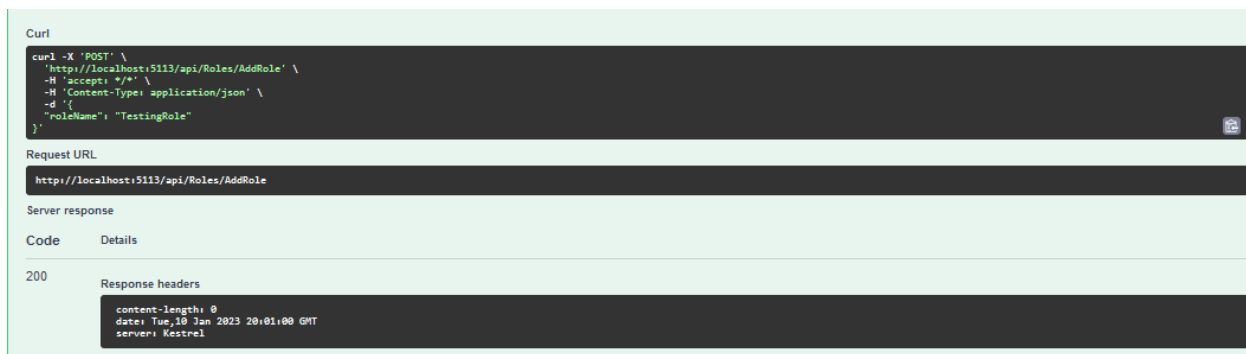 Curl
curl -X 'POST' \
'http://localhost:5113/api/Roles/AddRole' \
-H 'accept: */*' \
-H 'Content-Type: application/json' \
-d '{
"roleName": "TestingRole"
}'
Request URL
http://localhost:5113/api/Roles/AddRole
Server response
Code Details
200
Response headers
content-length: 0
date: Tue,10 Jan 2023 20:01:00 GMT
server: Kestrel